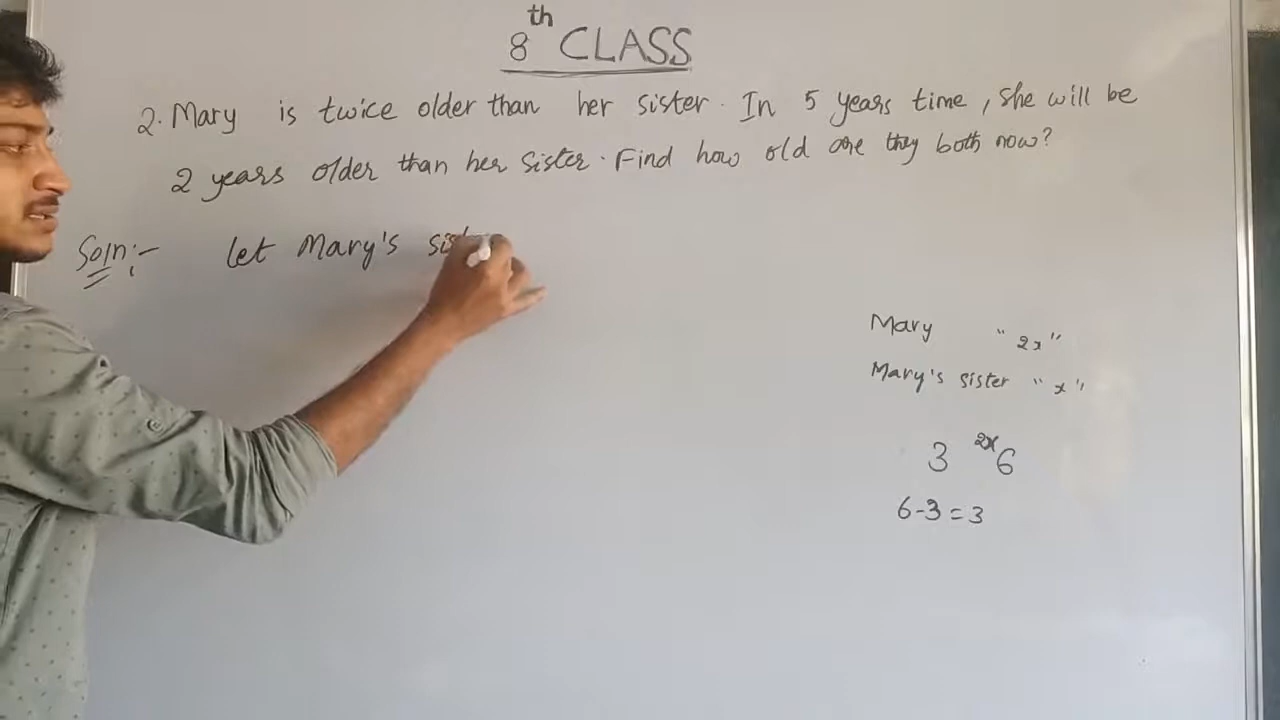 8th CLASS
2. Mary is twice older than her sister. In 5 years time, she will be
2 years older than her sister. Find how old are they both now?
Soln:- let Mary's
Mary "2x"
Mary's sister "x"
3 2x 6
6-3=3